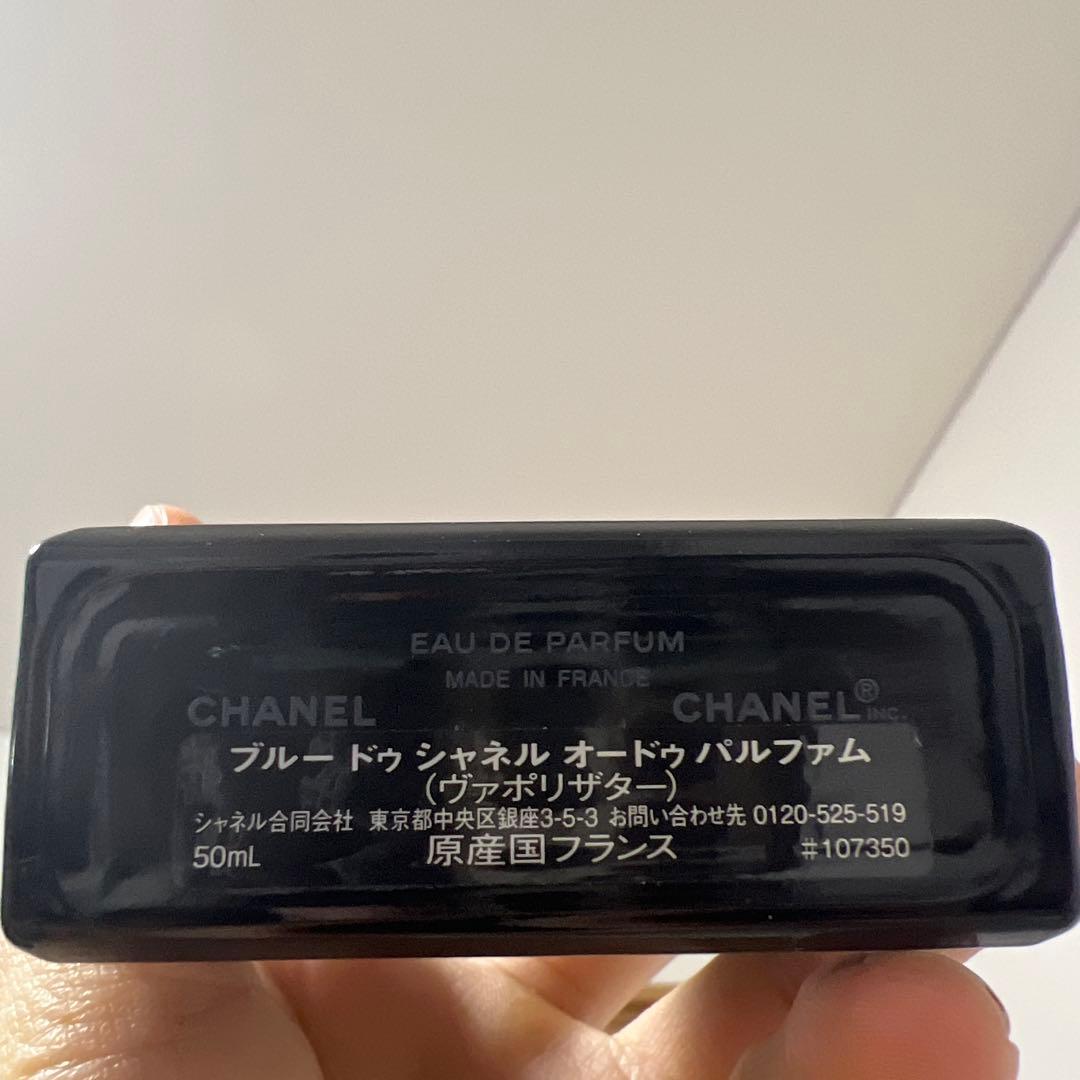 EAU DE PARFUM
MADE IN FRANCE
CHANEL CHANEL® INC.
ブルー ドゥ シャネル オードゥ パルファム
(ヴァポリザター)
シャネル合同会社 東京都中央区銀座3-5-3 お問い合わせ先 0120-525-519
50mL 原産国フランス #107350